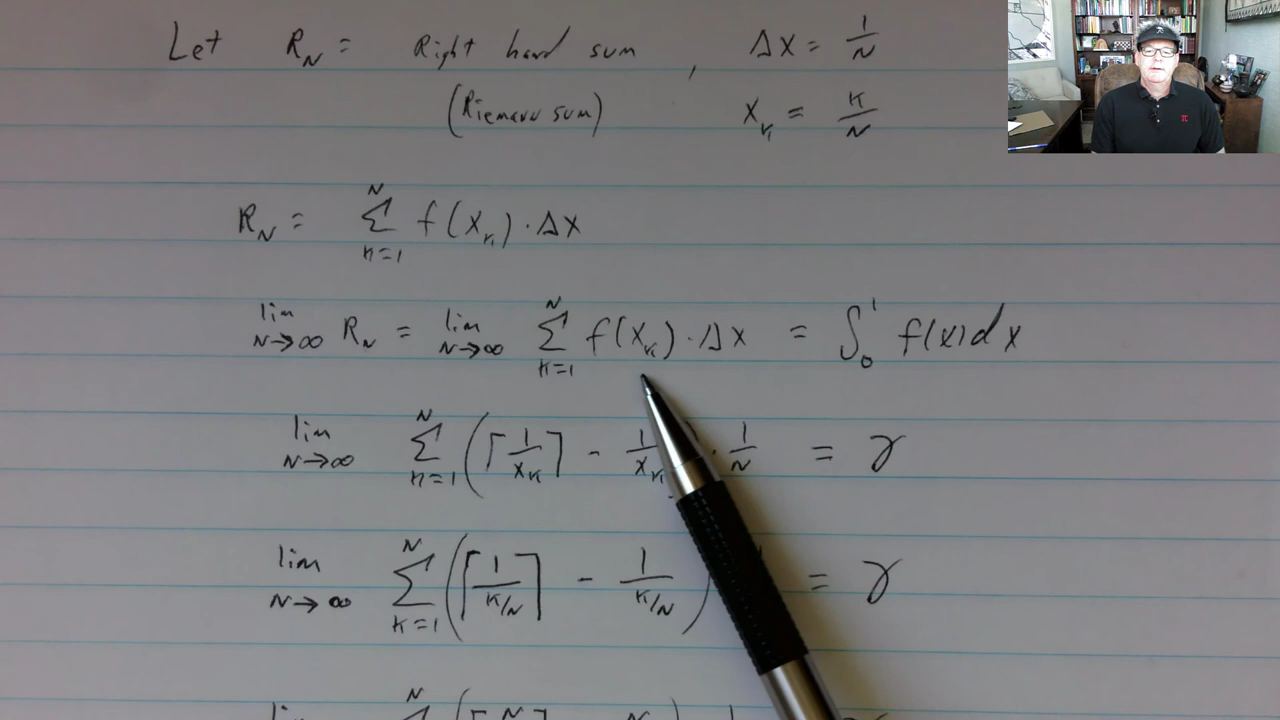 Let R_N = Right hand sum , Δx = 1/N
(Riemann sum) x_k = k/N
R_N = Σ_{k=1}^{N} f(x_k) · Δx
lim_{N→∞} R_N = lim_{N→∞} Σ_{k=1}^{N} f(x_k) · Δx = ∫_0^1 f(x) dx
lim_{N→∞} Σ_{k=1}^{N} (⌈1/x_k⌉ - 1/x_k · 1/N = γ
lim_{N→∞} Σ_{k=1}^{N} (⌈1/(k/N)⌉ - 1/(k/N)) = γ
N Σ (⌈N⌉ N )
π